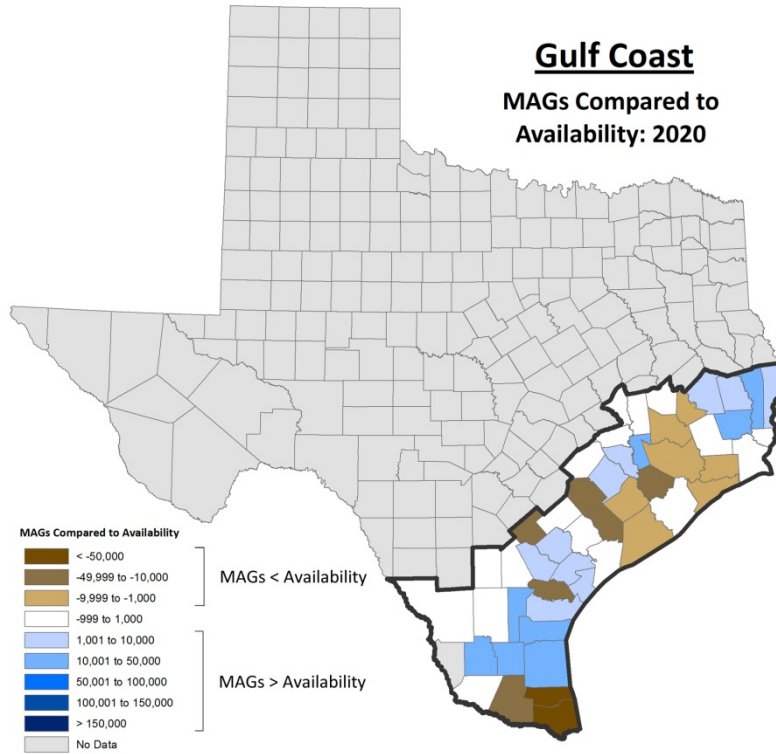 Gulf Coast
MAGs Compared to
Availability: 2020
MAGs Compared to Availability
< -50,000
-49,999 to -10,000
-9,999 to -1,000
-999 to 1,000
1,001 to 10,000
10,001 to 50,000
50,001 to 100,000
100,001 to 150,000
> 150,000
No Data
MAGs < Availability
MAGs > Availability